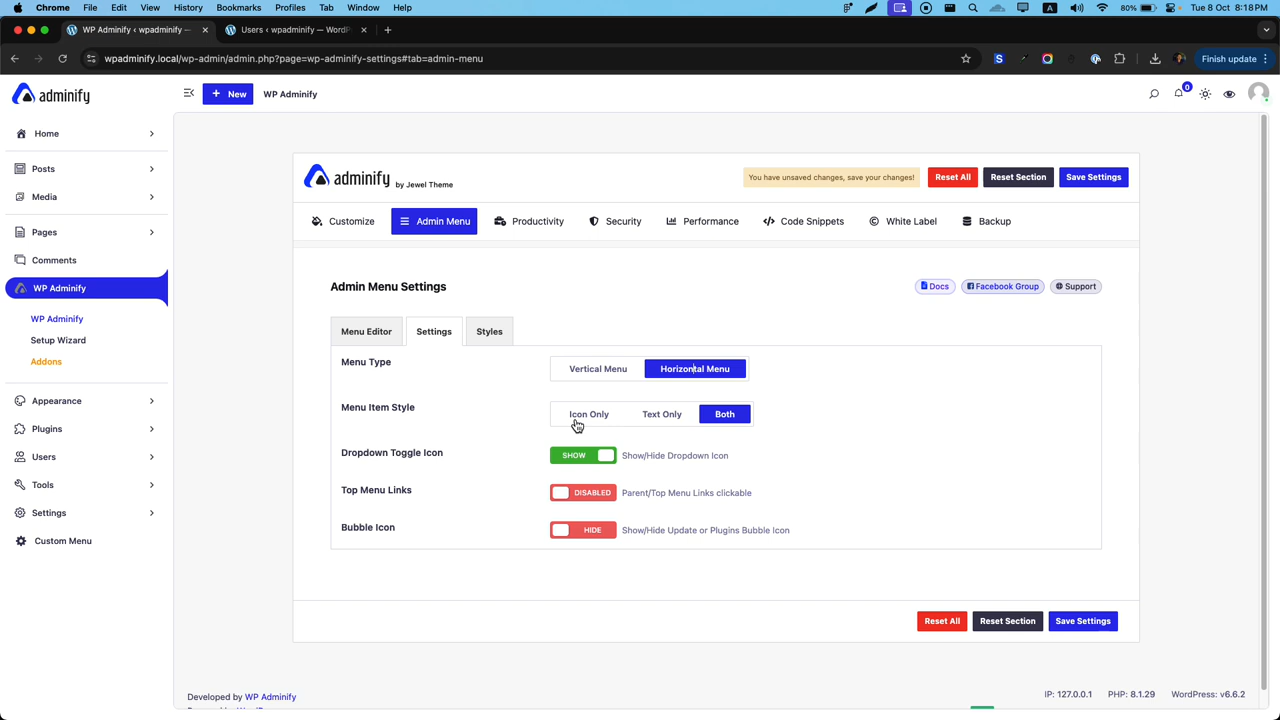 Chrome File Edit View History Bookmarks Profiles Tab Window Help
A 80% Tue 8 Oct 8:18 PM
WP Adminify ‹ wpadminify —
Users ‹ wpadminify — WordP
wpadminify.local/wp-admin/admin.php?page=wp-adminify-settings#tab=admin-menu
S
Finish update
adminify
New
WP Adminify
0
Home
Posts
Media
Pages
Comments
WP Adminify
WP Adminify
Setup Wizard
Addons
Appearance
Plugins
Users
Tools
Settings
Custom Menu
adminify by Jewel Theme
You have unsaved changes, save your changes!
Reset All
Reset Section
Save Settings
Customize
Admin Menu
Productivity
Security
Performance
Code Snippets
White Label
Backup
Admin Menu Settings
Docs
Facebook Group
Support
Menu Editor
Settings
Styles
Menu Type
Vertical Menu
Horizontal Menu
Menu Item Style
Icon Only
Text Only
Both
Dropdown Toggle Icon
SHOW
Show/Hide Dropdown Icon
Top Menu Links
DISABLED
Parent/Top Menu Links clickable
Bubble Icon
HIDE
Show/Hide Update or Plugins Bubble Icon
Reset All
Reset Section
Save Settings
Developed by WP Adminify
IP: 127.0.0.1
PHP: 8.1.29
WordPress: v6.6.2